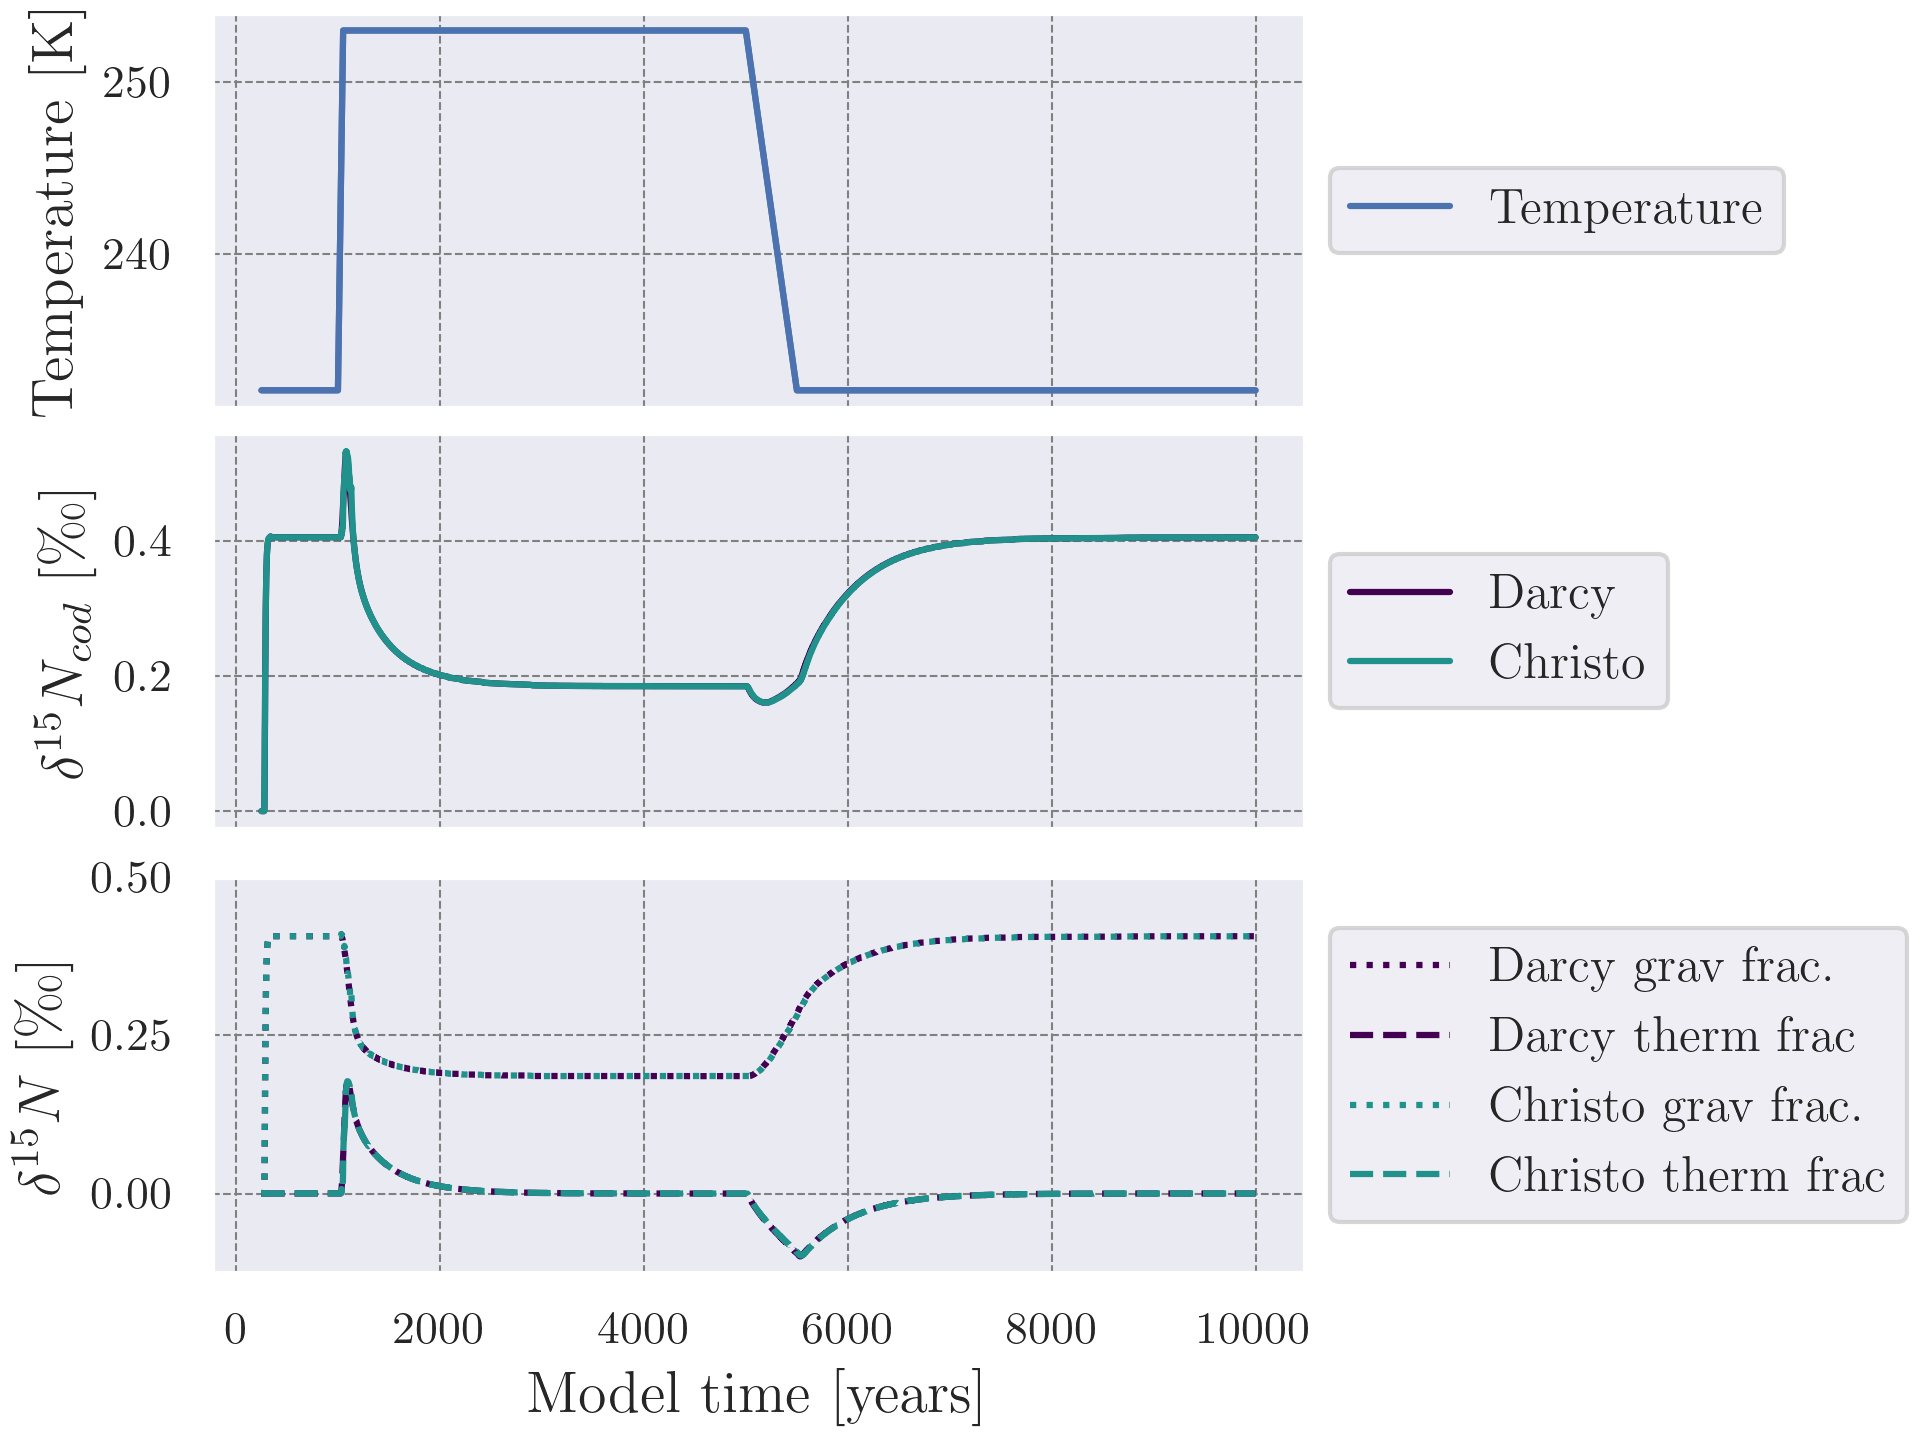 Temperature [K]
250
240
Temperature
δ¹⁵N_cod [‰]
0.4
0.2
0.0
Darcy
Christo
δ¹⁵N [‰]
0.50
0.25
0.00
Darcy grav frac.
Darcy therm frac
Christo grav frac.
Christo therm frac
0 2000 4000 6000 8000 10000
Model time [years]